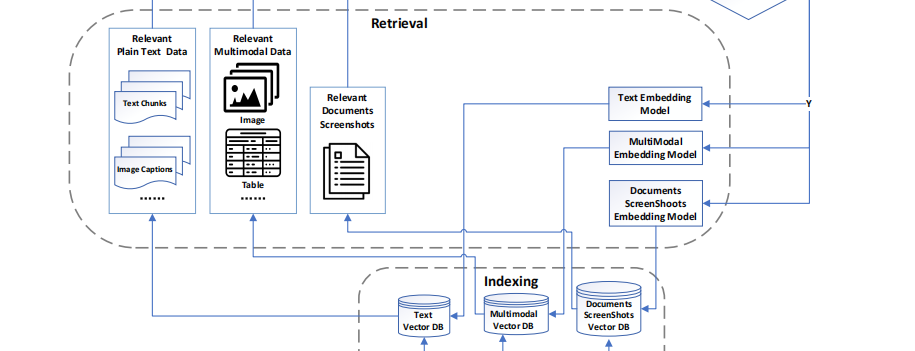 Retrieval
Relevant
Plain Text Data
Text Chunks
Image Captions
......
Relevant
Multimodal Data
Image
Table
......
Relevant
Documents
Screenshots
Text Embedding
Model
MultiModal
Embedding Model
Documents
ScreenShoots
Embedding Model
Y
Indexing
Text
Vector DB
Multimodal
Vector DB
Documents
ScreenShots
Vector DB